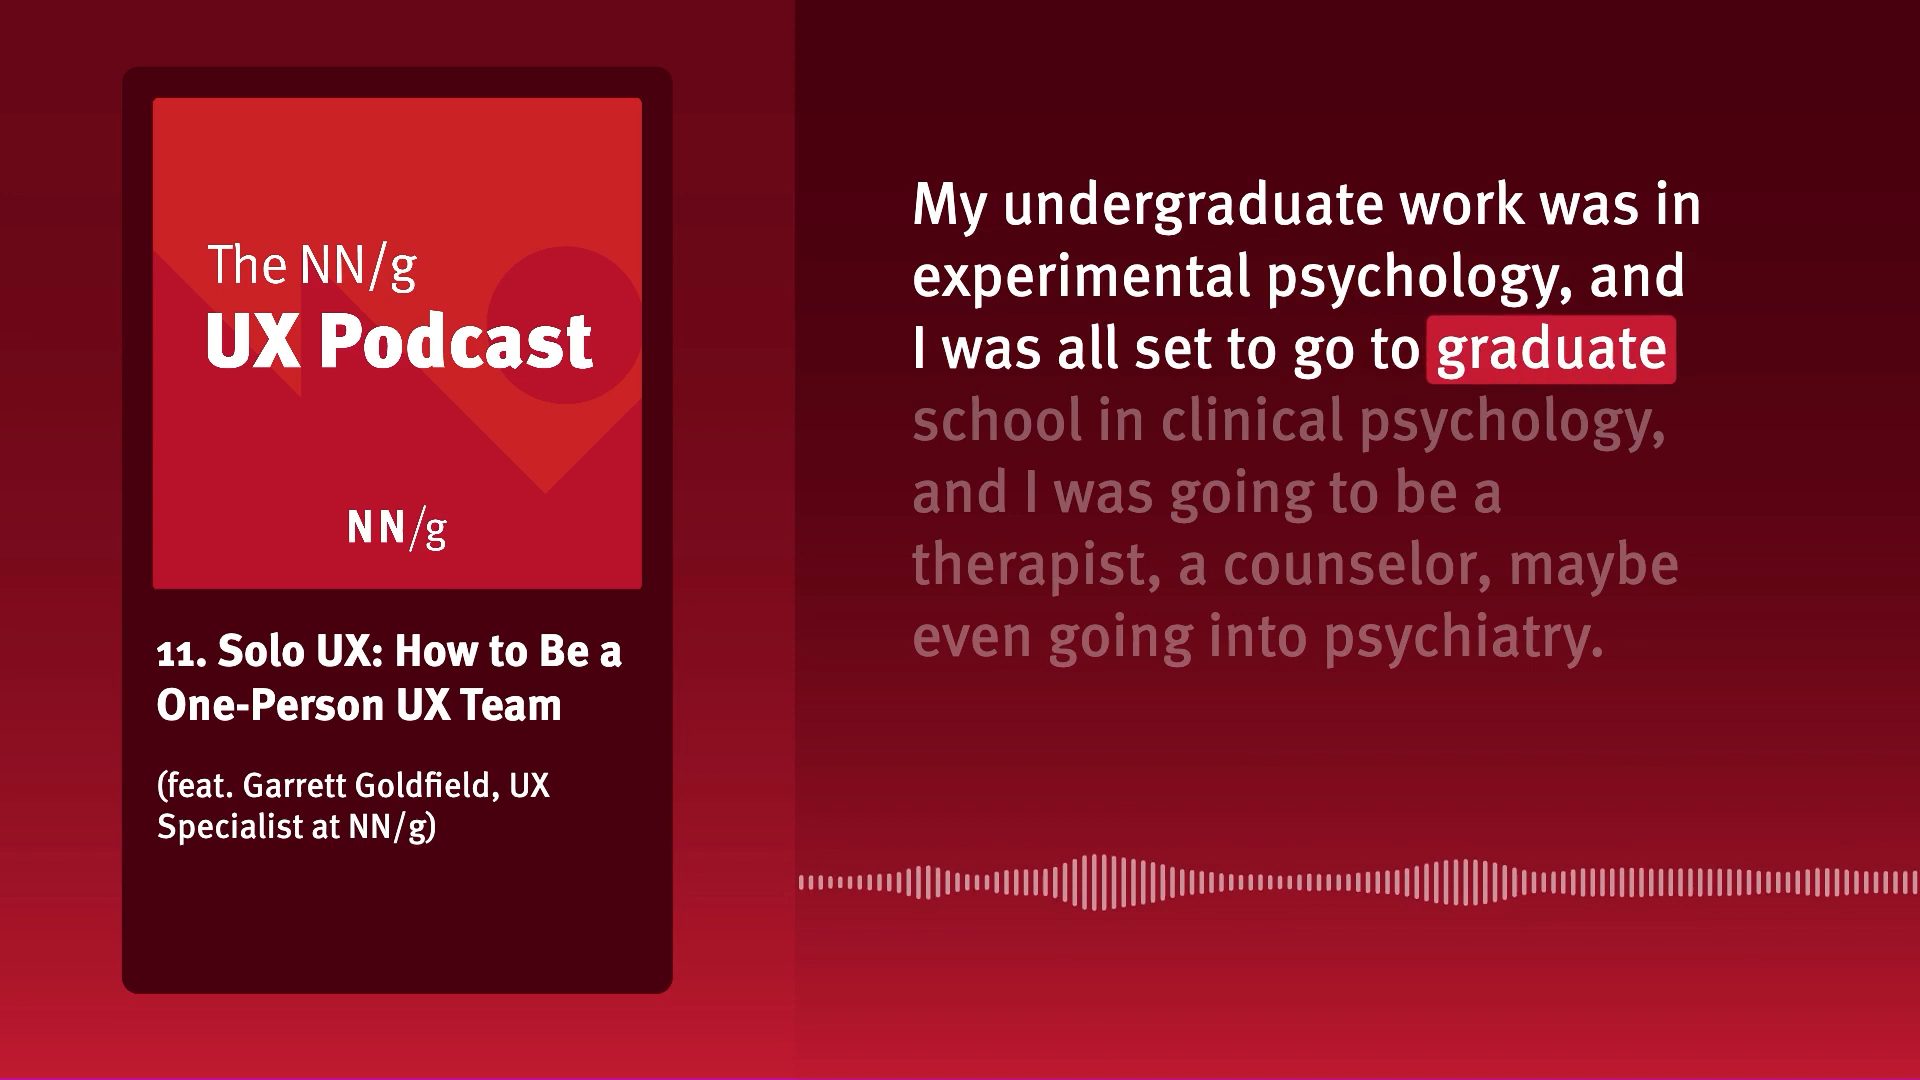 The NN/g
UX Podcast
NN/g
11. Solo UX: How to Be a
One-Person UX Team
(feat. Garrett Goldfield, UX
Specialist at NN/g)
My undergraduate work was in
experimental psychology, and
I was all set to go to graduate
school in clinical psychology,
and I was going to be a
therapist, a counselor, maybe
even going into psychiatry.